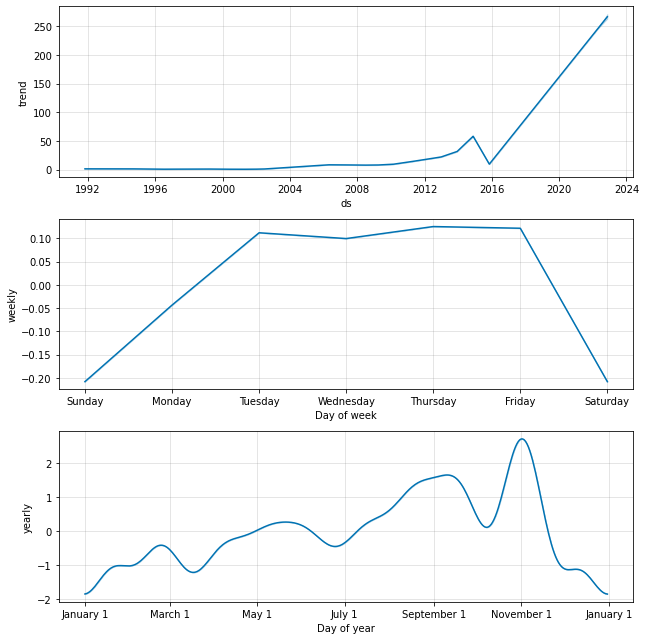 250
200
150
100
50
0
trend
1992 1996 2000 2004 2008 2012 2016 2020 2024
ds
0.10
0.05
0.00
−0.05
−0.10
−0.15
−0.20
weekly
Sunday Monday Tuesday Wednesday Thursday Friday Saturday
Day of week
2
1
0
−1
−2
yearly
January 1 March 1 May 1 July 1 September 1 November 1 January 1
Day of year